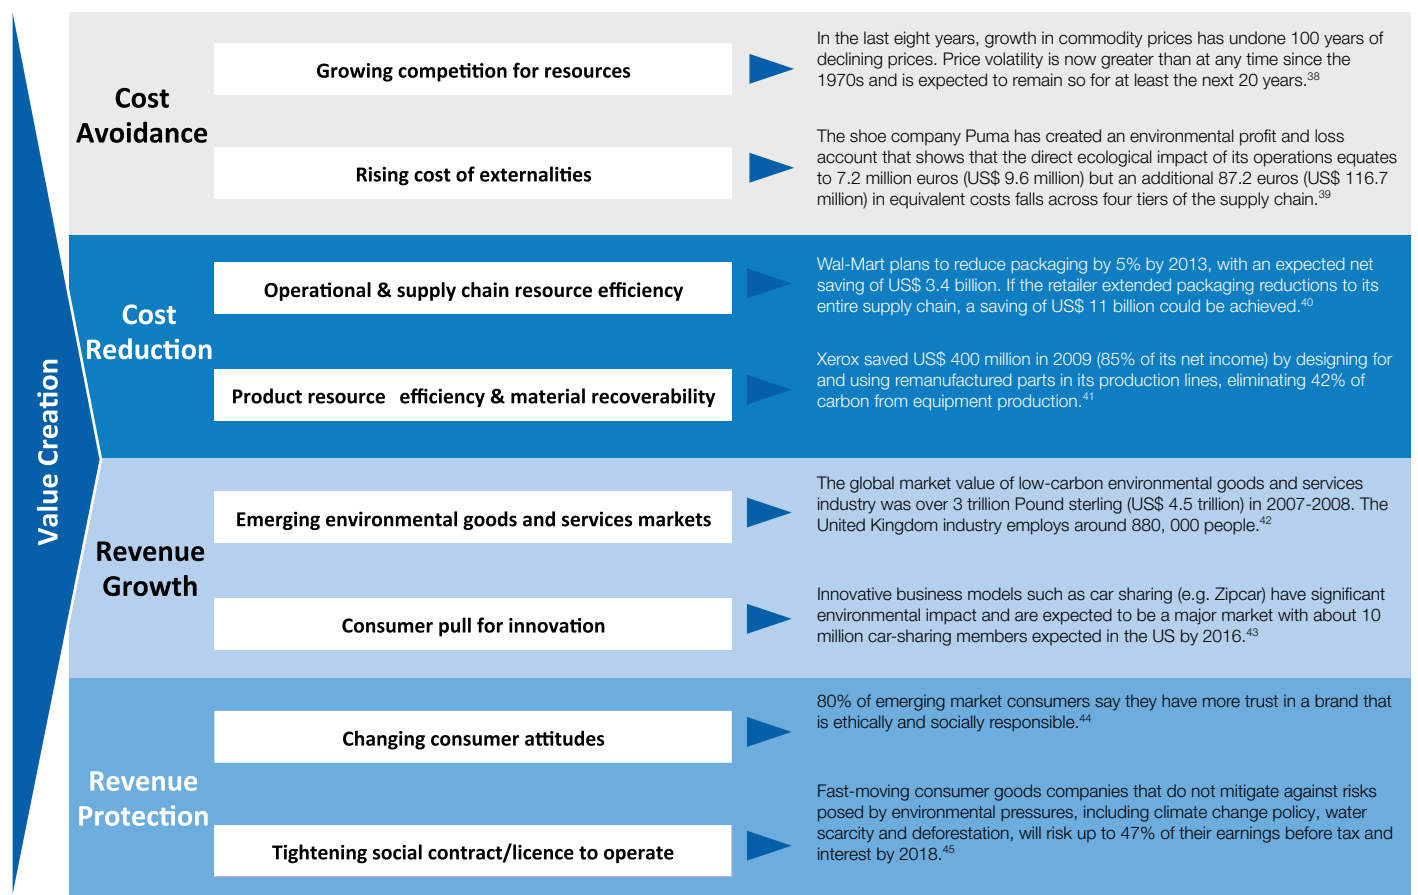 Value Creation
Cost
Avoidance
Growing competition for resources
In the last eight years, growth in commodity prices has undone 100 years of
declining prices. Price volatility is now greater than at any time since the
1970s and is expected to remain so for at least the next 20 years.38
Rising cost of externalities
The shoe company Puma has created an environmental profit and loss
account that shows that the direct ecological impact of its operations equates
to 7.2 million euros (US$ 9.6 million) but an additional 87.2 euros (US$ 116.7
million) in equivalent costs falls across four tiers of the supply chain.39
Cost
Reduction
Operational & supply chain resource efficiency
Wal-Mart plans to reduce packaging by 5% by 2013, with an expected net
saving of US$ 3.4 billion. If the retailer extended packaging reductions to its
entire supply chain, a saving of US$ 11 billion could be achieved.40
Product resource efficiency & material recoverability
Xerox saved US$ 400 million in 2009 (85% of its net income) by designing for
and using remanufactured parts in its production lines, eliminating 42% of
carbon from equipment production.41
Revenue
Growth
Emerging environmental goods and services markets
The global market value of low-carbon environmental goods and services
industry was over 3 trillion Pound sterling (US$ 4.5 trillion) in 2007-2008. The
United Kingdom industry employs around 880, 000 people.42
Consumer pull for innovation
Innovative business models such as car sharing (e.g. Zipcar) have significant
environmental impact and are expected to be a major market with about 10
million car-sharing members expected in the US by 2016.43
Revenue
Protection
Changing consumer attitudes
80% of emerging market consumers say they have more trust in a brand that
is ethically and socially responsible.44
Tightening social contract/licence to operate
Fast-moving consumer goods companies that do not mitigate against risks
posed by environmental pressures, including climate change policy, water
scarcity and deforestation, will risk up to 47% of their earnings before tax and
interest by 2018.45